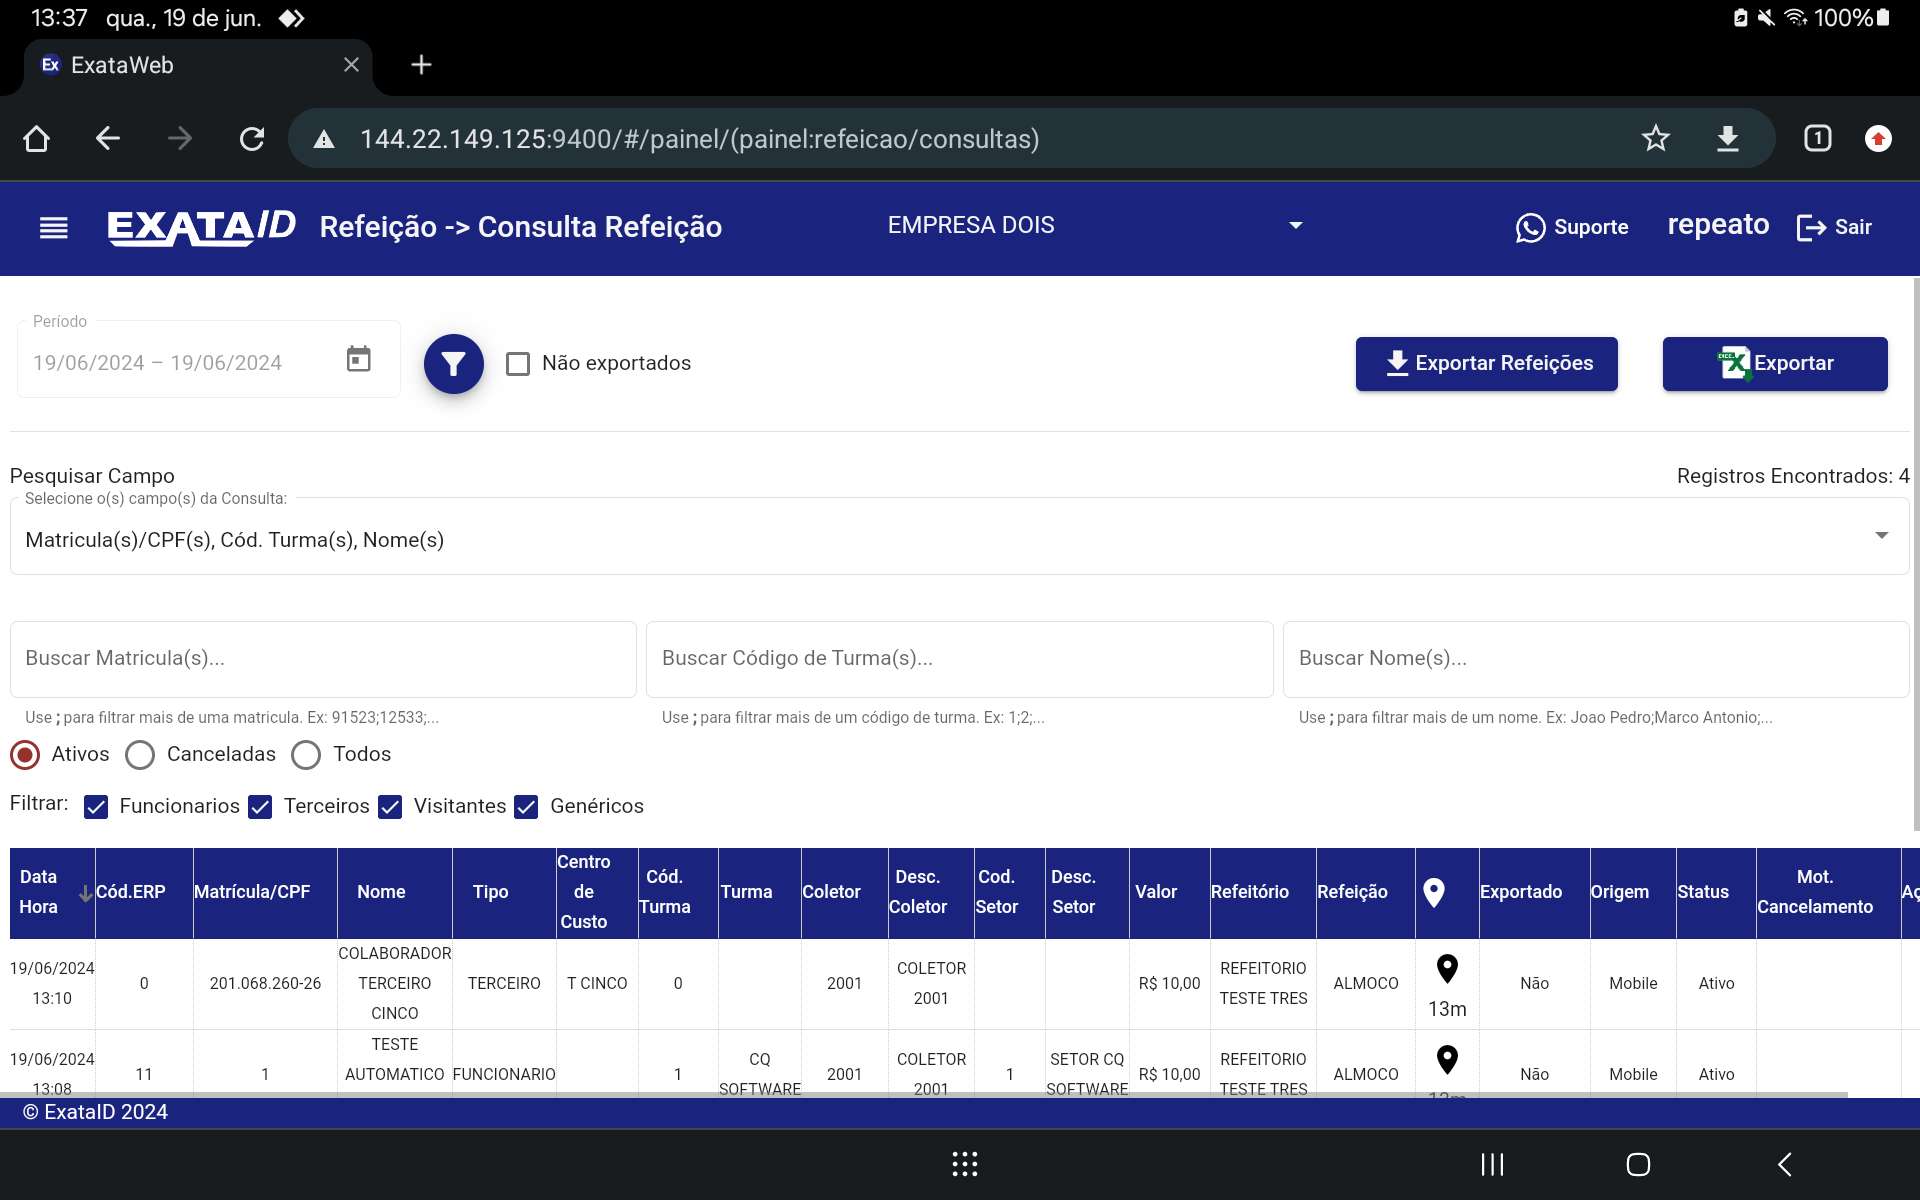 13:37 qua., 19 de jun. 100%
Ex ExataWeb
144.22.149.125:9400/#/painel/(painel:refeicao/consultas) 1
EXATAID Refeição -> Consulta Refeição EMPRESA DOIS Suporte repeato Sair
Período
19/06/2024 – 19/06/2024 Não exportados Exportar Refeições Exportar
Pesquisar Campo Registros Encontrados: 4
Selecione o(s) campo(s) da Consulta:
Matricula(s)/CPF(s), Cód. Turma(s), Nome(s)
Buscar Matricula(s)... Buscar Código de Turma(s)... Buscar Nome(s)...
Use ; para filtrar mais de uma matricula. Ex: 91523;12533;... Use ; para filtrar mais de um código de turma. Ex: 1;2;... Use ; para filtrar mais de um nome. Ex: Joao Pedro;Marco Antonio;...
Ativos Canceladas Todos
Filtrar: Funcionarios Terceiros Visitantes Genéricos
Data Hora Cód.ERP Matrícula/CPF Nome Tipo Centro de Custo Cód. Turma Turma Coletor Desc. Coletor Cod. Setor Desc. Setor Valor Refeitório Refeição Exportado Origem Status Mot. Cancelamento
19/06/2024 13:10 0 201.068.260-26 COLABORADOR TERCEIRO CINCO TERCEIRO T CINCO 0 2001 COLETOR 2001 R$ 10,00 REFEITORIO TESTE TRES ALMOCO 13m Não Mobile Ativo
19/06/2024 13:08 11 1 TESTE AUTOMATICO FUNCIONARIO 1 CQ SOFTWARE 2001 COLETOR 2001 1 SETOR CQ SOFTWARE R$ 10,00 REFEITORIO TESTE TRES ALMOCO Não Mobile Ativo
© ExataID 2024